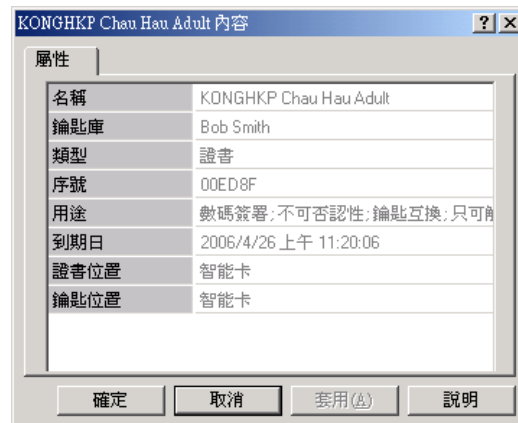 KONGHKP Chau Hau Adult 內容
屬性
名稱 KONGHKP Chau Hau Adult
鑰匙庫 Bob Smith
類型 證書
序號 00ED8F
用途 數碼簽署;不可否認性;鑰匙互換;只可
到期日 2006/4/26 上午 11:20:06
證書位置 智能卡
鑰匙位置 智能卡
確定 取消 套用(A) 說明